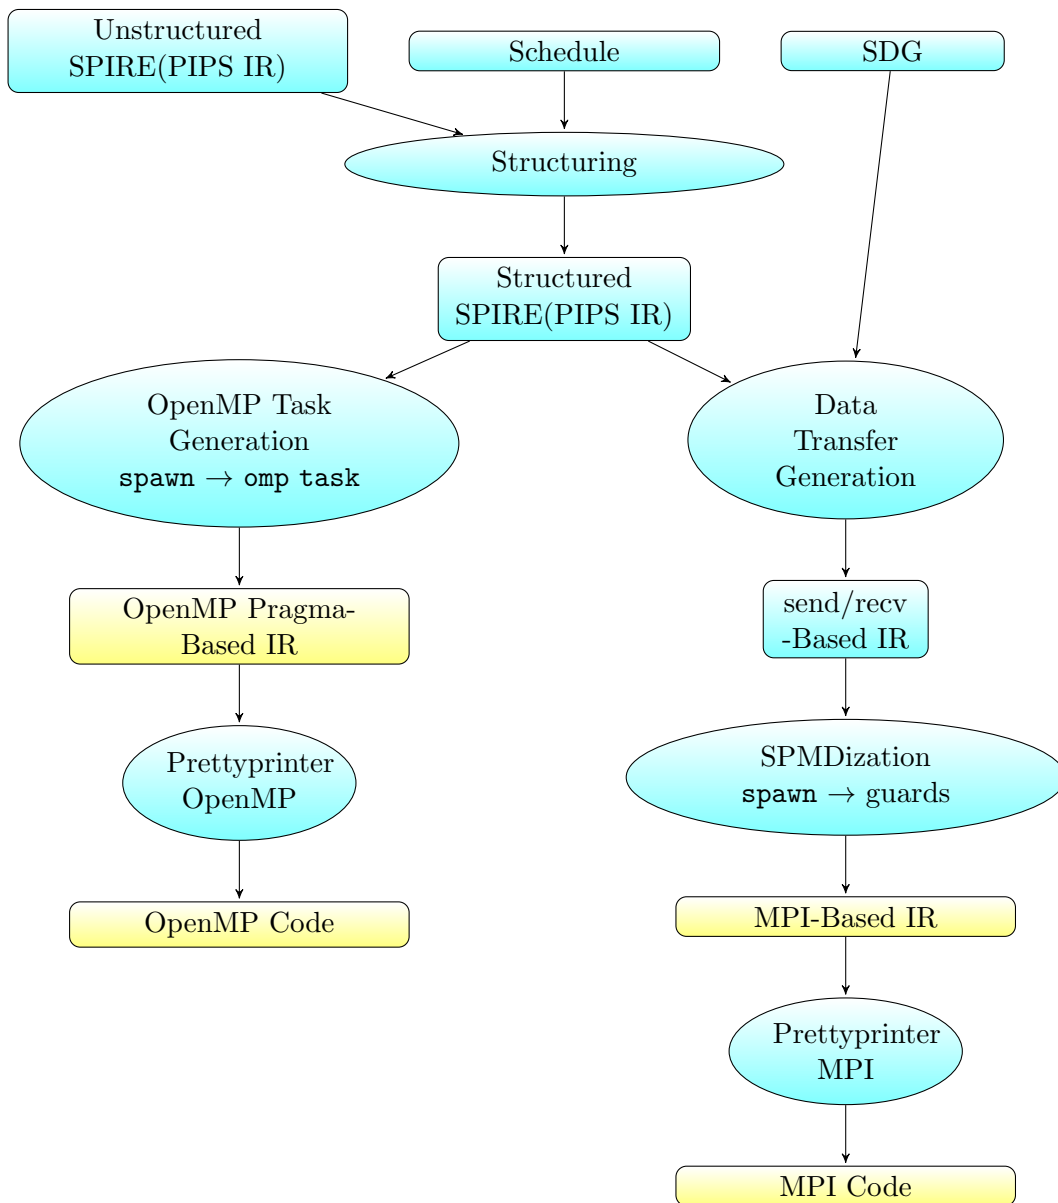 Unstructured
SPIRE(PIPS IR)
Schedule
SDG
Structuring
Structured
SPIRE(PIPS IR)
OpenMP Task
Generation
spawn → omp task
Data
Transfer
Generation
OpenMP Pragma-
Based IR
send/recv
-Based IR
Prettyprinter
OpenMP
SPMDization
spawn → guards
OpenMP Code
MPI-Based IR
Prettyprinter
MPI
MPI Code